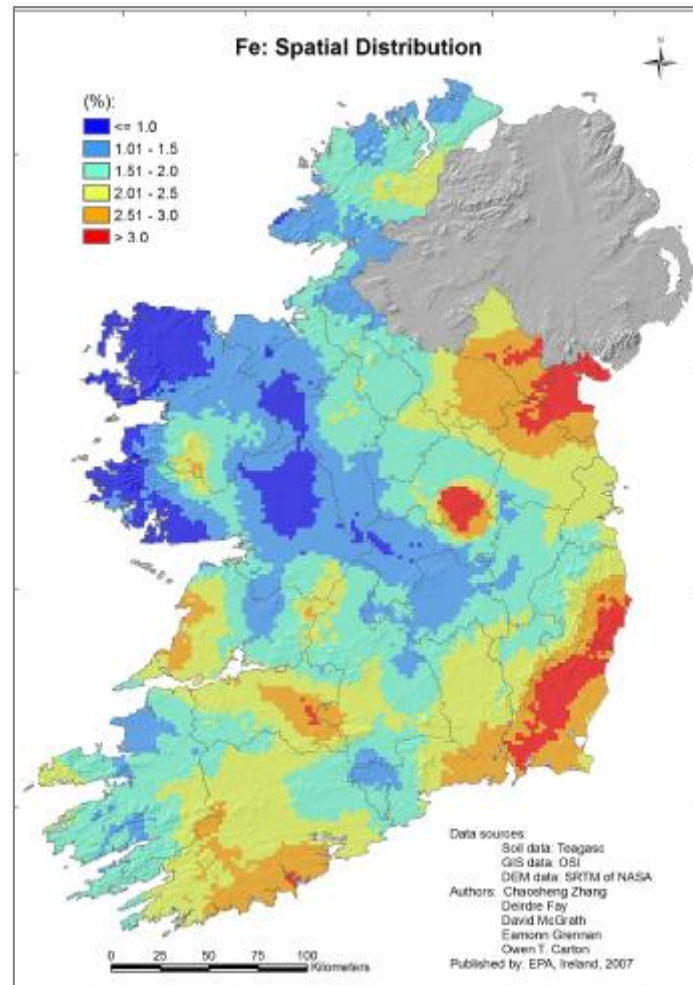 Fe: Spatial Distribution
N
(%):
<= 1.0
1.01 - 1.5
1.51 - 2.0
2.01 - 2.5
2.51 - 3.0
> 3.0
Data sources:
Soil data: Teagasc
GIS data: OSI
DEM data: SRTM of NASA
Authors: Chaosheng Zhang
Deirdre Fay
David McGrath
Eamonn Grennan
Owen T. Carton
Published by: EPA, Ireland, 2007
0 25 50 75 100
Kilometers